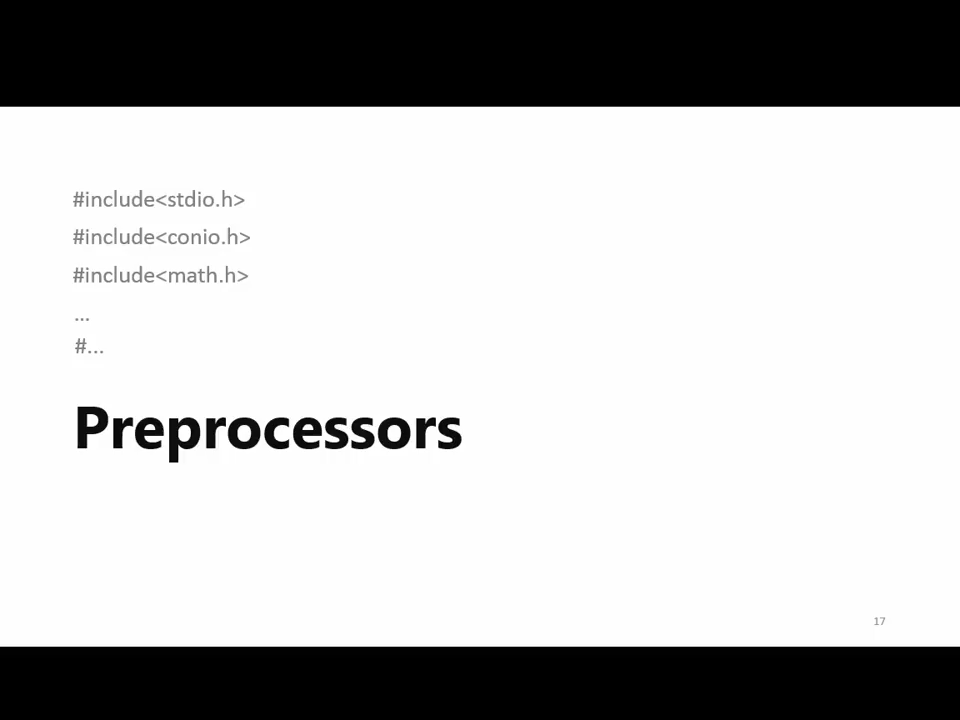 #include<stdio.h>
#include<conio.h>
#include<math.h>
...
#...
Preprocessors
17